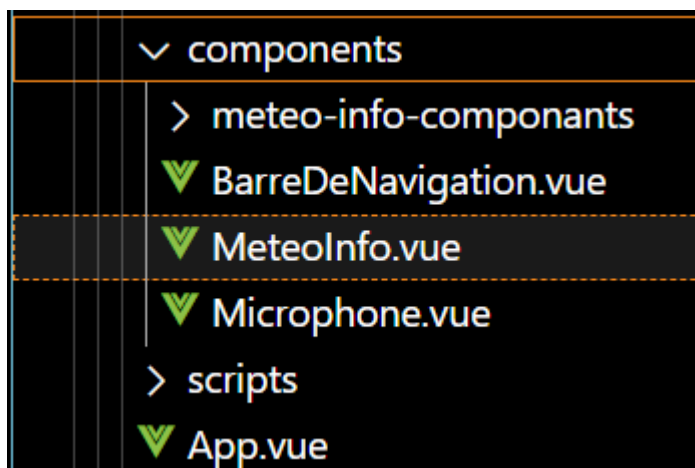 components
meteo-info-componants
BarreDeNavigation.vue
MeteoInfo.vue
Microphone.vue
scripts
App.vue